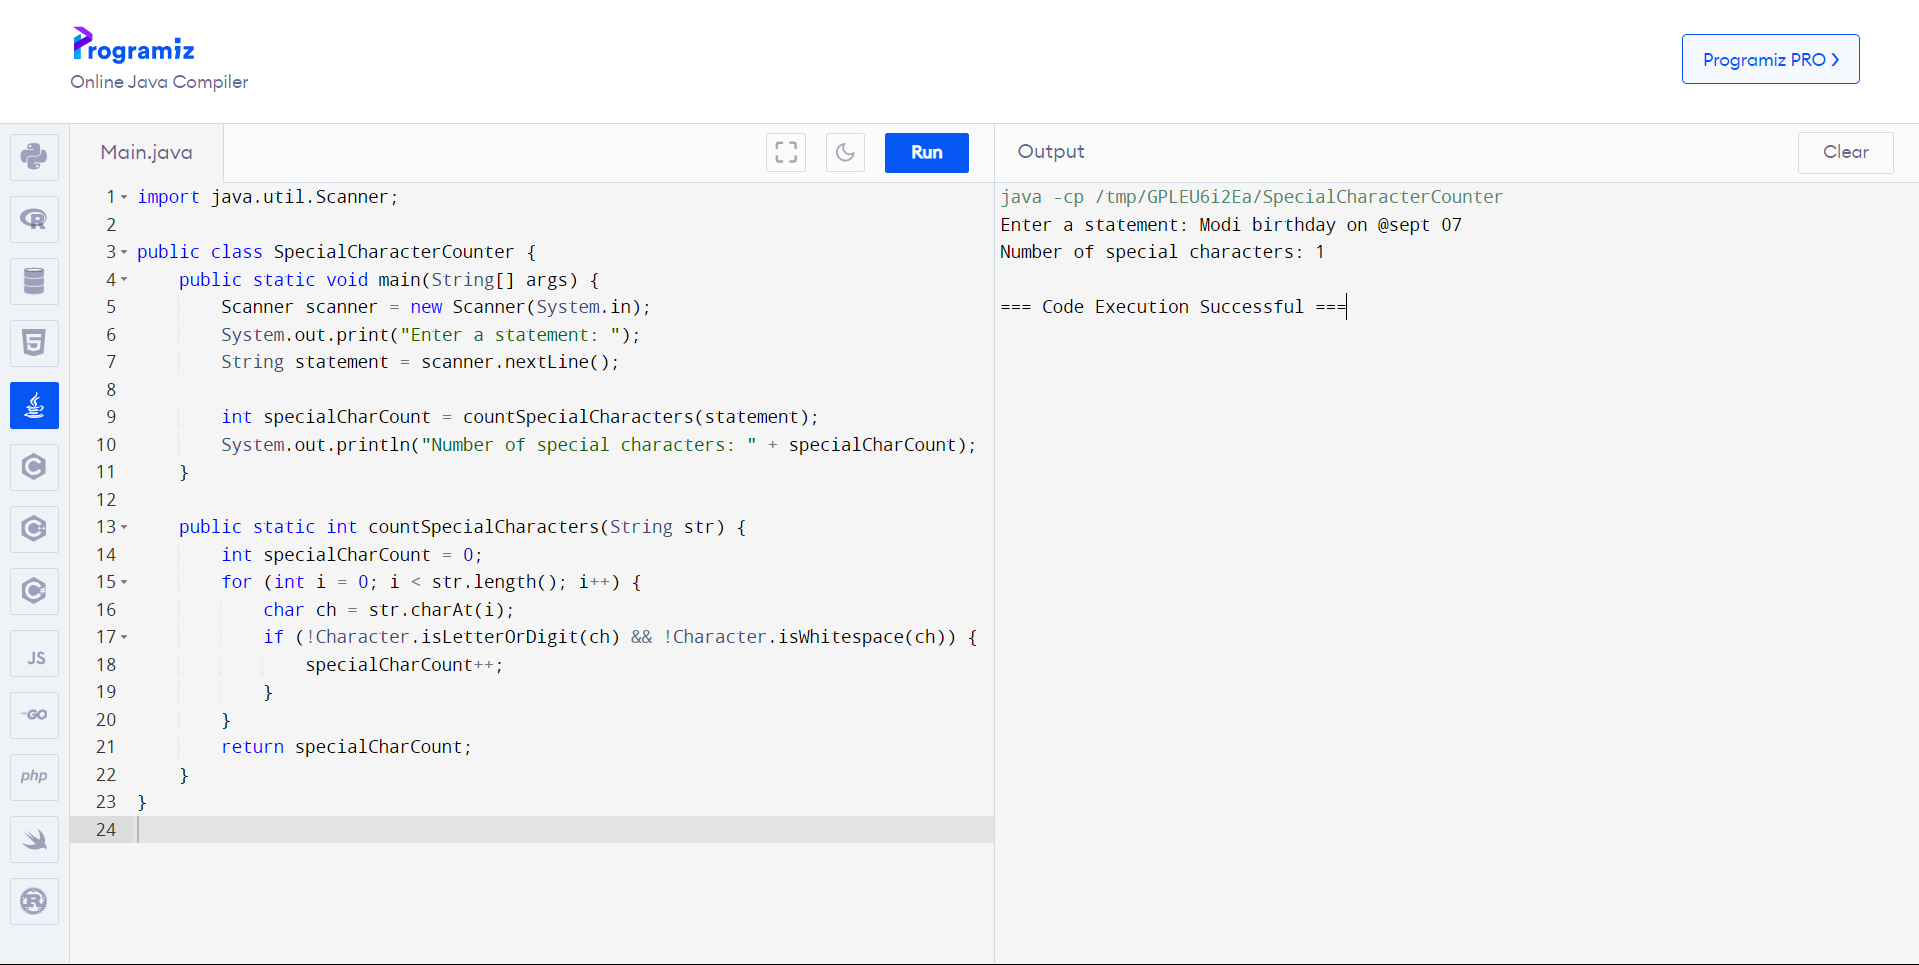 Programiz
Online Java Compiler
Programiz PRO ❯
Main.java
Run
Output
Clear
1 import java.util.Scanner;
2
3 public class SpecialCharacterCounter {
4     public static void main(String[] args) {
5         Scanner scanner = new Scanner(System.in);
6         System.out.print("Enter a statement: ");
7         String statement = scanner.nextLine();
8
9         int specialCharCount = countSpecialCharacters(statement);
10         System.out.println("Number of special characters: " + specialCharCount);
11     }
12
13     public static int countSpecialCharacters(String str) {
14         int specialCharCount = 0;
15         for (int i = 0; i < str.length(); i++) {
16             char ch = str.charAt(i);
17             if (!Character.isLetterOrDigit(ch) && !Character.isWhitespace(ch)) {
18                 specialCharCount++;
19             }
20         }
21         return specialCharCount;
22     }
23 }
24
java -cp /tmp/GPLEU6i2Ea/SpecialCharacterCounter
Enter a statement: Modi birthday on @sept 07
Number of special characters: 1
=== Code Execution Successful ===
R
5
C
C
C
JS
GO
php
R